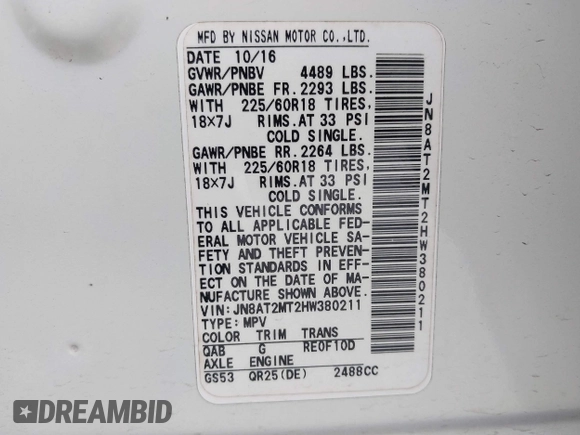 MFD BY NISSAN MOTOR CO.,LTD.
DATE 10/16
GVWR/PNBV 4489 LBS.
GAWR/PNBE FR. 2293 LBS.
WITH 225/60R18 TIRES,
18×7J RIMS. AT 33 PSI
COLD SINGLE.
GAWR/PNBE RR. 2264 LBS.
WITH 225/60R18 TIRES,
18×7J RIMS. AT 33 PSI
COLD SINGLE.
THIS VEHICLE CONFORMS
TO ALL APPLICABLE FED-
ERAL MOTOR VEHICLE SA-
FETY AND THEFT PREVEN-
TION STANDARDS IN EFF-
ECT ON THE DATE OF MA-
NUFACTURE SHOWN ABOVE.
VIN: JN8AT2MT2HW380211
TYPE: MPV
COLOR TRIM TRANS
QAB G RE0F10D
AXLE ENGINE
GS53 QR25(DE) 2488CC
JN8AT2MT2HW380211
DREAMBID